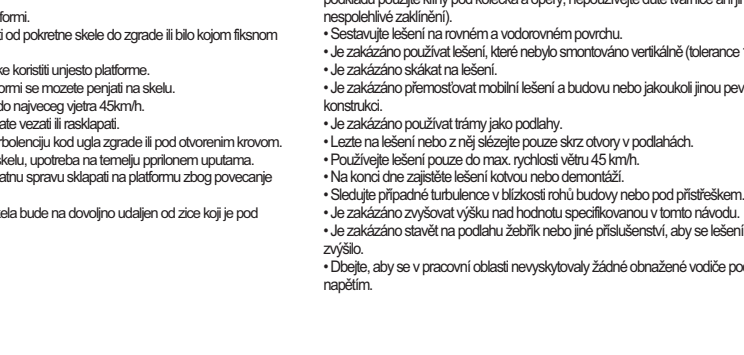 formi.
i od pokretne skele do zgrade ili bilo kojom fiksnom
ke koristiti unjesto platforme.
ormi se mozete penjati na skelu.
do najveceg vjetra 45km/h.
ate vezati ili rasklapati.
rbolenciju kod ugla zgrade ili pod otvorenim krovom.
skelu, upotreba na temelju pprilonem uputama.
atnu spravu sklapati na platformu zbog povecanje
ela bude na dovoljno udaljen od zice koji je pod
podkladu použijte klíny pod kolečka a opěry, nepoužívejte duté tvárnice ani ji
nespolehlivé zaklínění).
• Sestavujte lešení na rovném a vodorovném povrchu.
• Je zakázáno používat lešení, které nebylo smontováno vertikálně (tolerance
• Je zakázáno skákat na lešení.
• Je zakázáno přemosťovat mobilní lešení a budovu nebo jakoukoli jinou pev
konstrukci.
• Je zakázáno používat trámy jako podlahy.
• Lezte na lešení nebo z něj slézejte pouze skrz otvory v podlahách.
• Používejte lešení pouze do max. rychlosti větru 45 km/h.
• Na konci dne zajistěte lešení kotvou nebo demontáží.
• Sledujte případné turbulence v blízkosti rohů budovy nebo pod přístřeškem.
• Je zakázáno zvyšovat výšku nad hodnotu specifikovanou v tomto návodu.
• Je zakázáno stavět na podlahu žebřík nebo jiné příslušenství, aby se lešení
zvýšilo.
• Dbejte, aby se v pracovní oblasti nevyskytovaly žádné obnažené vodiče pod
napětím.